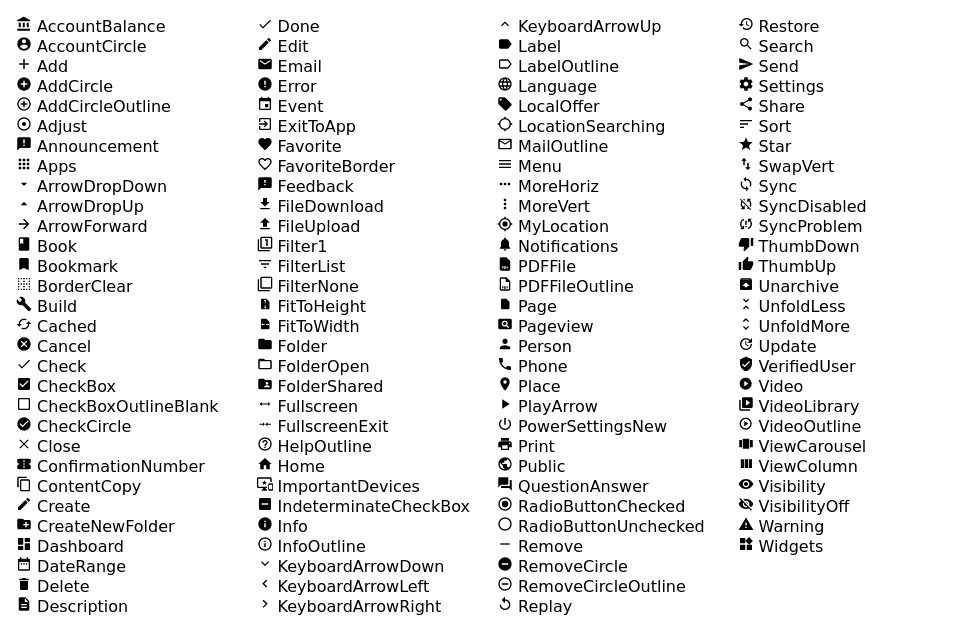 AccountBalance
AccountCircle
Add
AddCircle
AddCircleOutline
Adjust
Announcement
Apps
ArrowDropDown
ArrowDropUp
ArrowForward
Book
Bookmark
BorderClear
Build
Cached
Cancel
Check
CheckBox
CheckBoxOutlineBlank
CheckCircle
Close
ConfirmationNumber
ContentCopy
Create
CreateNewFolder
Dashboard
DateRange
Delete
Description
Done
Edit
Email
Error
Event
ExitToApp
Favorite
FavoriteBorder
Feedback
FileDownload
FileUpload
Filter1
FilterList
FilterNone
FitToHeight
FitToWidth
Folder
FolderOpen
FolderShared
Fullscreen
FullscreenExit
HelpOutline
Home
ImportantDevices
IndeterminateCheckBox
Info
InfoOutline
KeyboardArrowDown
KeyboardArrowLeft
KeyboardArrowRight
KeyboardArrowUp
Label
LabelOutline
Language
LocalOffer
LocationSearching
MailOutline
Menu
MoreHoriz
MoreVert
MyLocation
Notifications
PDFFile
PDFFileOutline
Page
Pageview
Person
Phone
Place
PlayArrow
PowerSettingsNew
Print
Public
QuestionAnswer
RadioButtonChecked
RadioButtonUnchecked
Remove
RemoveCircle
RemoveCircleOutline
Replay
Restore
Search
Send
Settings
Share
Sort
Star
SwapVert
Sync
SyncDisabled
SyncProblem
ThumbDown
ThumbUp
Unarchive
UnfoldLess
UnfoldMore
Update
VerifiedUser
Video
VideoLibrary
VideoOutline
ViewCarousel
ViewColumn
Visibility
VisibilityOff
Warning
Widgets